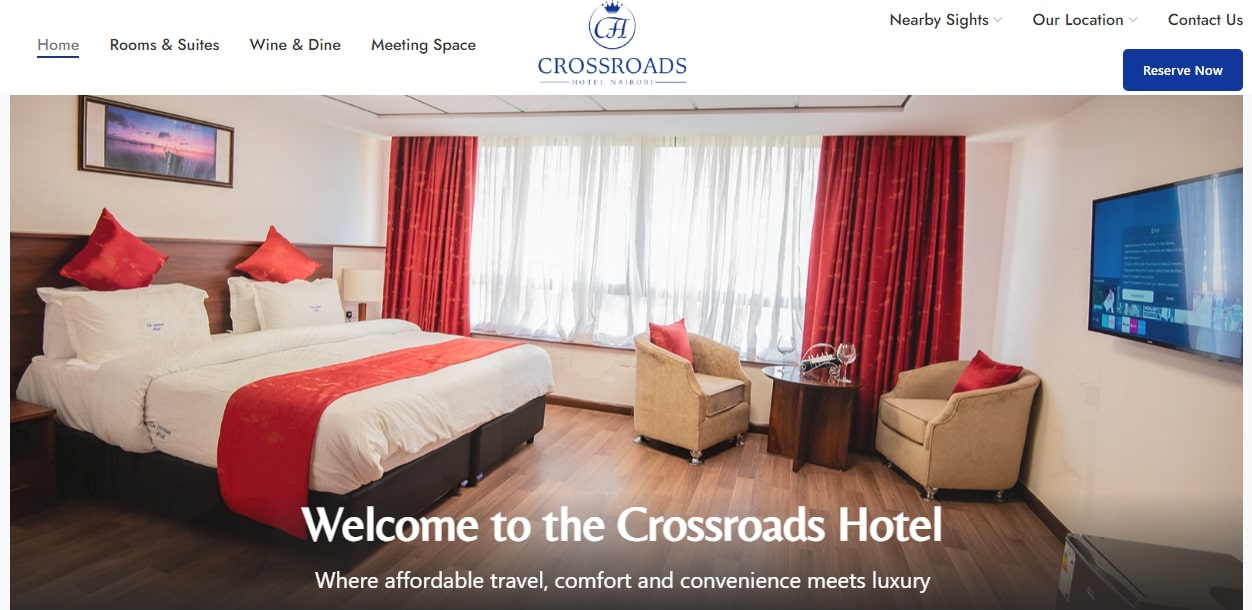 Home
Rooms & Suites
Wine & Dine
Meeting Space
CH
CROSSROADS
HOTEL NAIROBI
Nearby Sights
Our Location
Contact Us
Reserve Now
Welcome to the Crossroads Hotel
Where affordable travel, comfort and convenience meets luxury